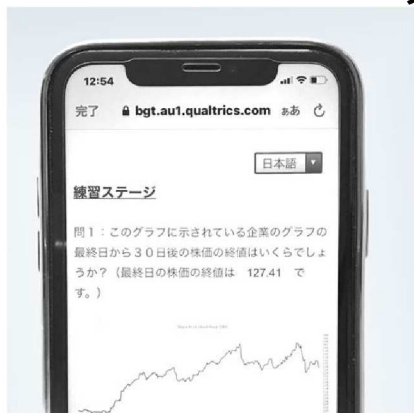 12:54
完了 bgt.au1.qualtrics.com ぁあ
日本語
練習ステージ
問1：このグラフに示されている企業のグラフの
最終日から３０日後の株価の終値はいくらでしょ
うか？（最終日の株価の終値は 127.41 で
す。）